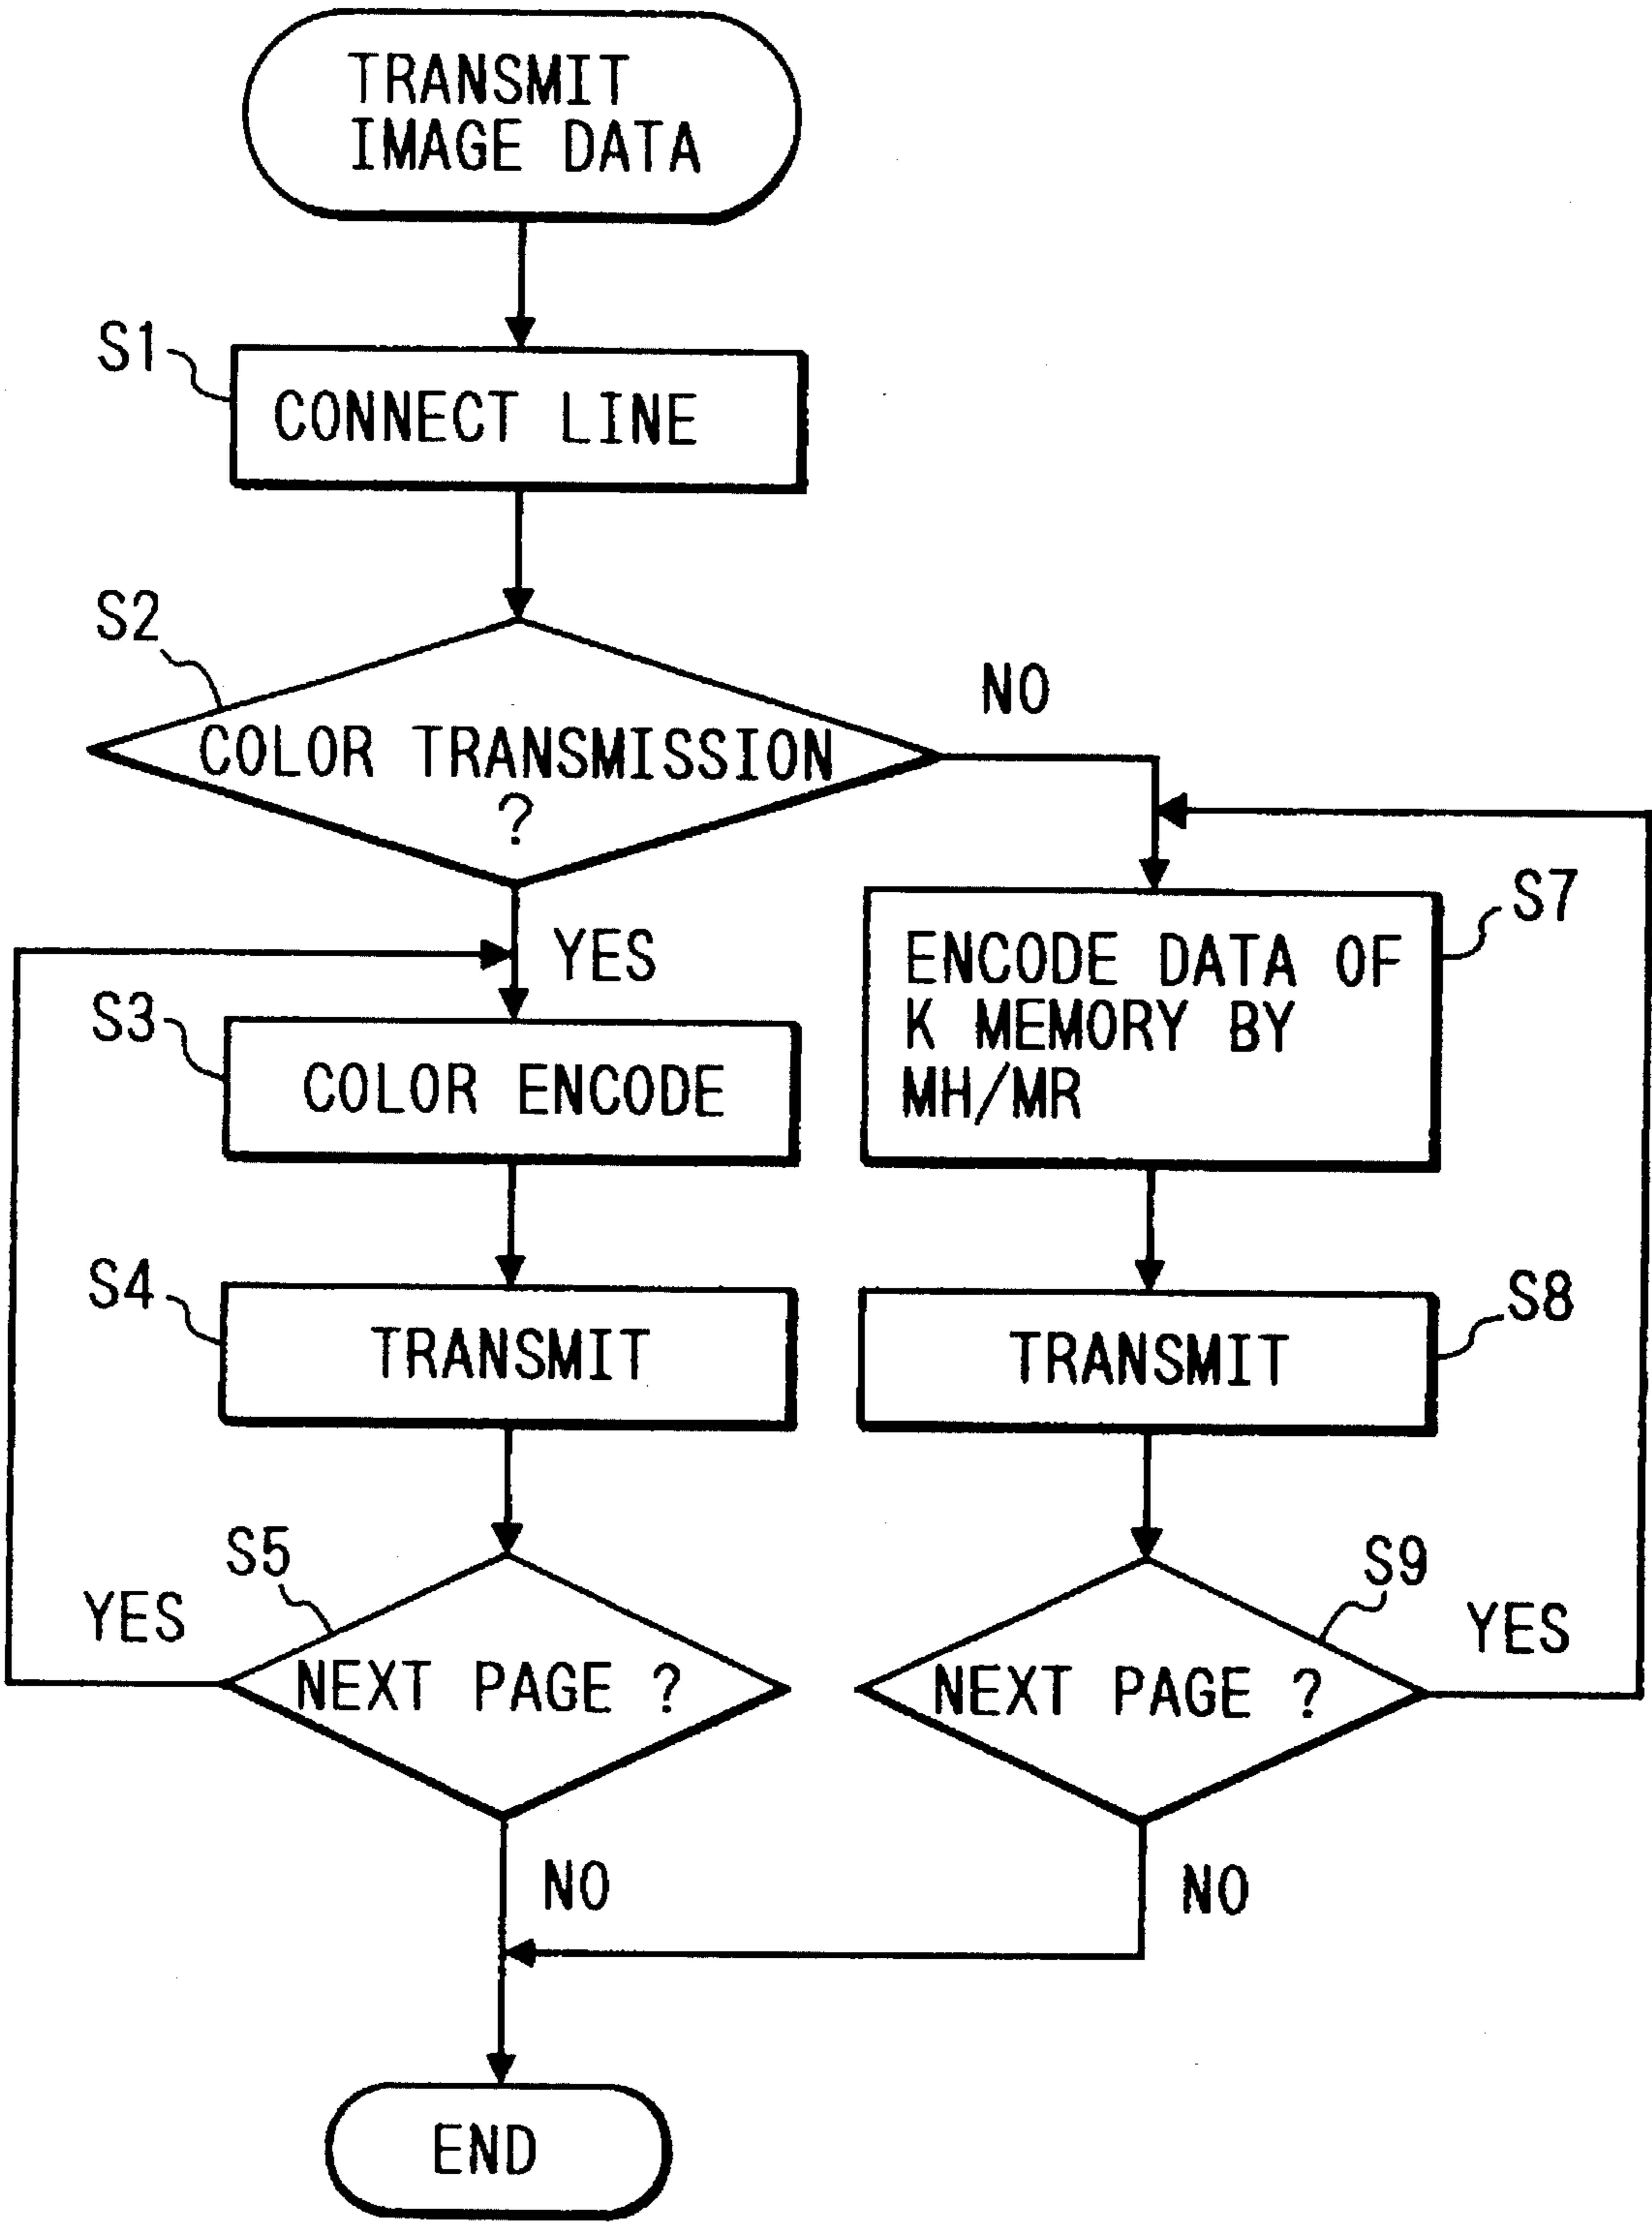 TRANSMIT
IMAGE DATA
S1
CONNECT LINE
S2
COLOR TRANSMISSION
?
NO
YES
S3
COLOR ENCODE
S4
TRANSMIT
S5
YES
NEXT PAGE ?
NO
S7
ENCODE DATA OF
K MEMORY BY
MH/MR
S8
TRANSMIT
S9
YES
NEXT PAGE ?
NO
END